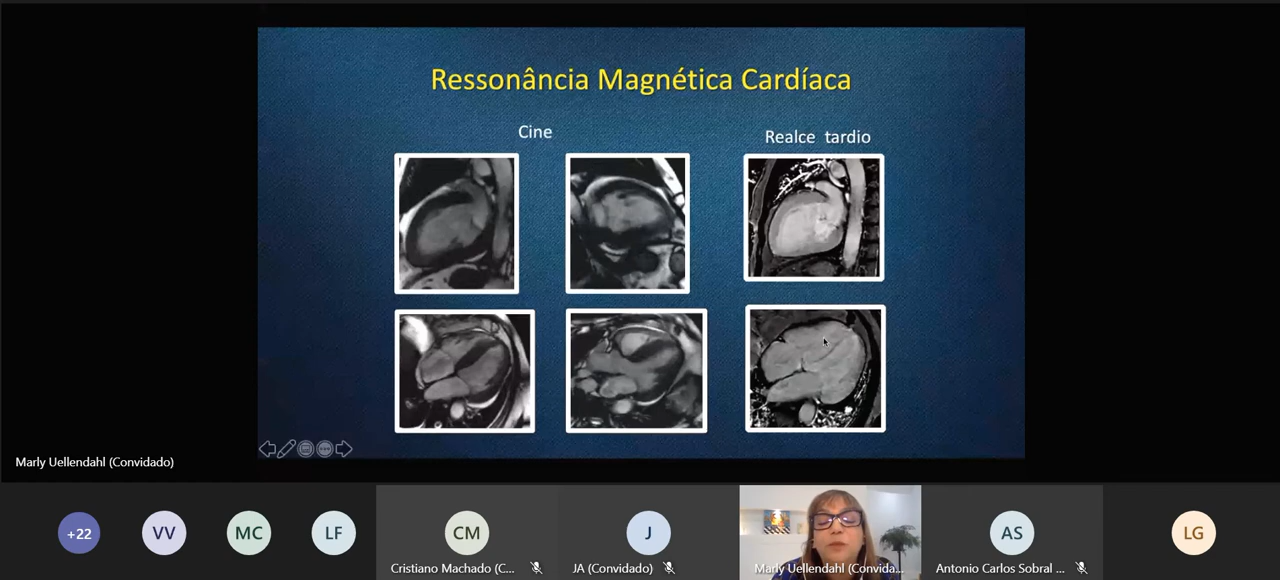 Ressonância Magnética Cardíaca
Cine
Realce tardio
Marly Uellendahl (Convidado)
+22
VV
MC
LF
CM
J
AS
LG
Cristiano Machado (C...
JA (Convidado)
Marly Uellendahl (Convida...
Antonio Carlos Sobral ...